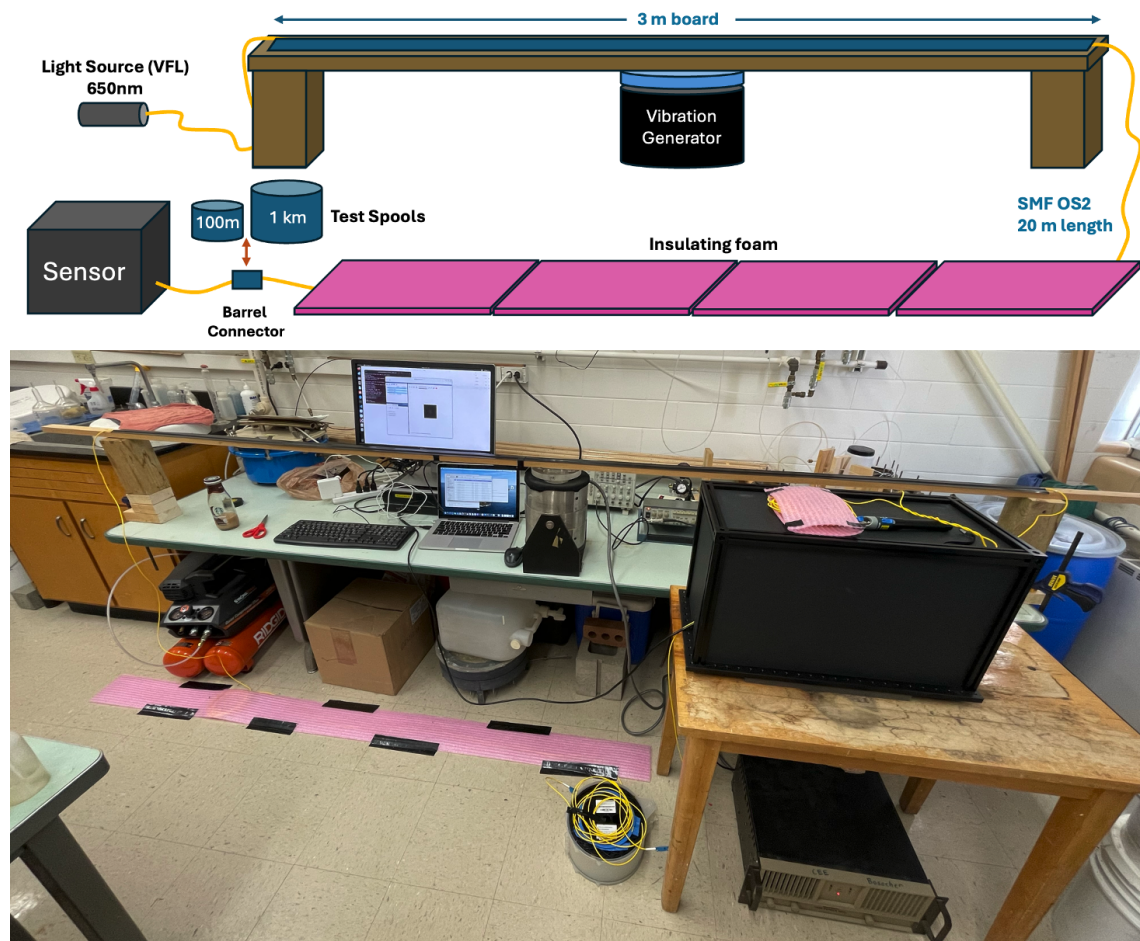 3 m board
Light Source (VFL)
650nm
Vibration
Generator
100m
1 km
Test Spools
SMF OS2
20 m length
Insulating foam
Sensor
Barrel
Connector
RIDGID